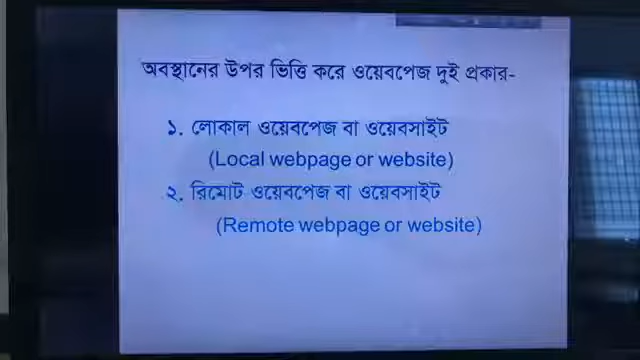 অবস্থানের উপর ভিত্তি করে ওয়েবপেজ দুই প্রকার-
১. লোকাল ওয়েবপেজ বা ওয়েবসাইট
(Local webpage or website)
২. রিমোট ওয়েবপেজ বা ওয়েবসাইট
(Remote webpage or website)